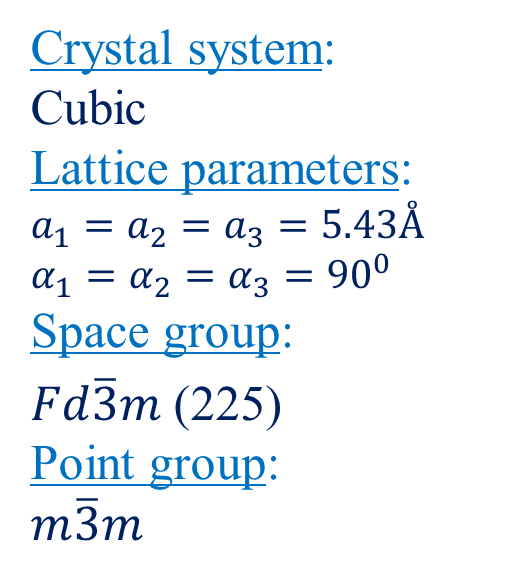 Crystal system:
Cubic
Lattice parameters:
a₁ = a₂ = a₃ = 5.43Å
α₁ = α₂ = α₃ = 90⁰
Space group:
Fd3̅m (225)
Point group:
m3̅m